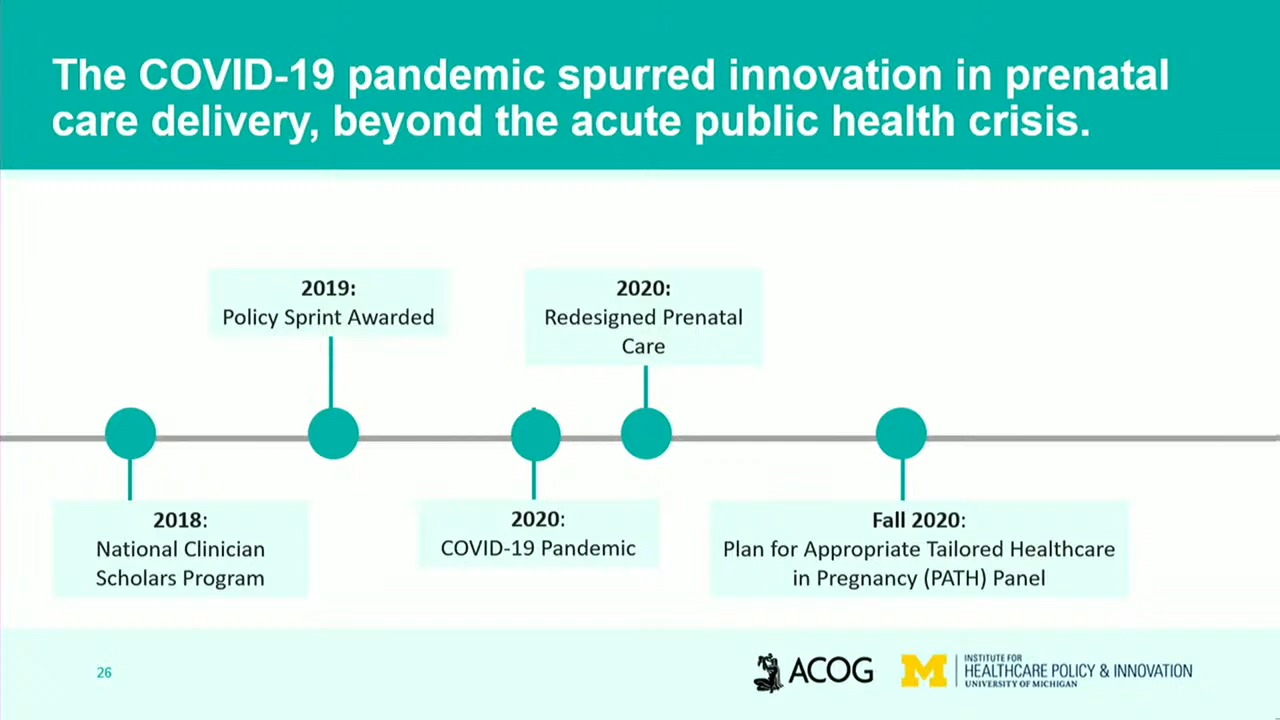 The COVID-19 pandemic spurred innovation in prenatal
care delivery, beyond the acute public health crisis.
2019:
Policy Sprint Awarded
2020:
Redesigned Prenatal
Care
2018:
National Clinician
Scholars Program
2020:
COVID-19 Pandemic
Fall 2020:
Plan for Appropriate Tailored Healthcare
in Pregnancy (PATH) Panel
26
ACOG
M
INSTITUTE FOR
HEALTHCARE POLICY & INNOVATION
UNIVERSITY OF MICHIGAN